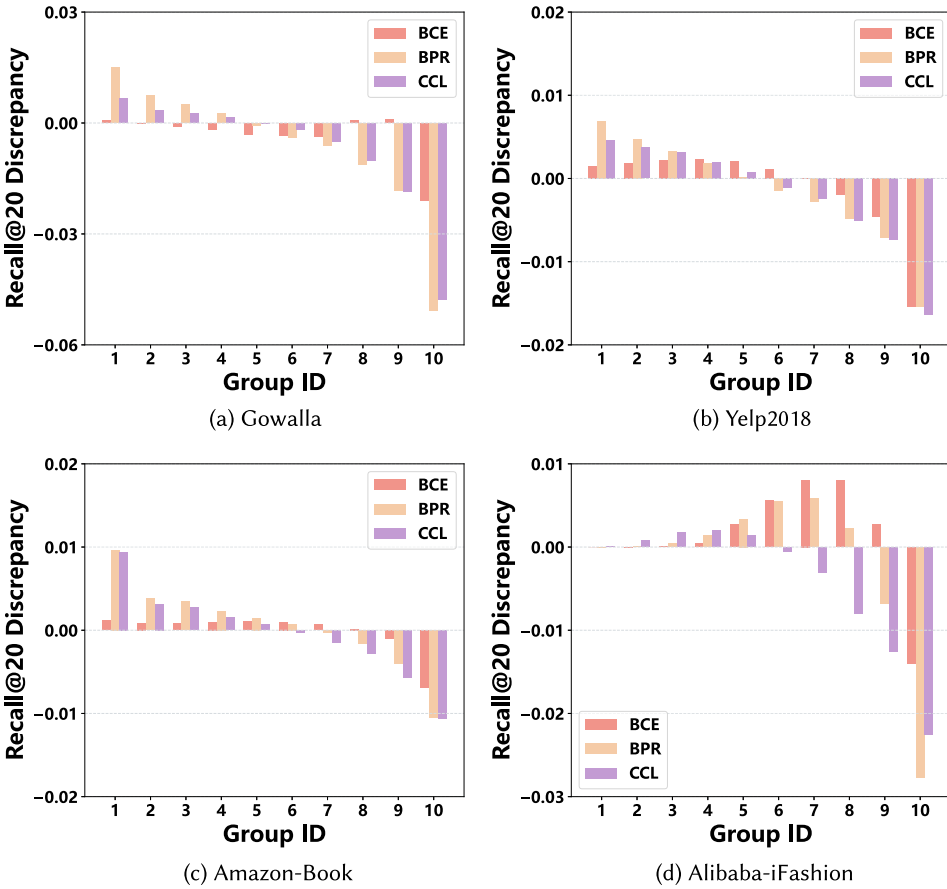 0.03
0.00
−0.03
−0.06
Recall@20 Discrepancy
BCE
BPR
CCL
1 2 3 4 5 6 7 8 9 10
Group ID
(a) Gowalla
0.02
0.01
0.00
−0.01
−0.02
Recall@20 Discrepancy
BCE
BPR
CCL
1 2 3 4 5 6 7 8 9 10
Group ID
(b) Yelp2018
0.02
0.01
0.00
−0.01
−0.02
Recall@20 Discrepancy
BCE
BPR
CCL
1 2 3 4 5 6 7 8 9 10
Group ID
(c) Amazon-Book
0.01
0.00
−0.01
−0.02
−0.03
Recall@20 Discrepancy
BCE
BPR
CCL
1 2 3 4 5 6 7 8 9 10
Group ID
(d) Alibaba-iFashion